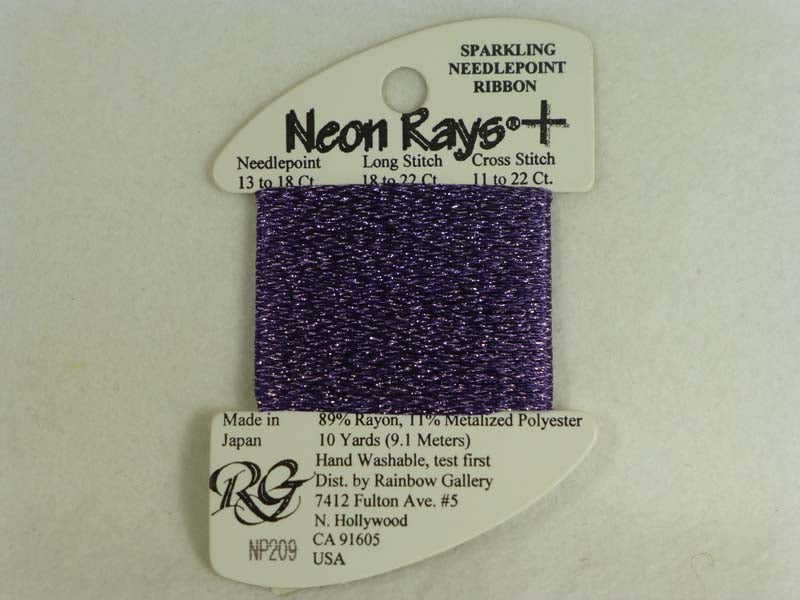 SPARKLING
NEEDLEPOINT
RIBBON
Neon Rays®+
Needlepoint Long Stitch Cross Stitch
13 to 18 Ct. 18 to 22 Ct. 11 to 22 Ct.
Made in 89% Rayon, 11% Metalized Polyester
Japan 10 Yards (9.1 Meters)
Hand Washable, test first
RG Dist. by Rainbow Gallery
7412 Fulton Ave. #5
N. Hollywood
NP209 CA 91605
USA